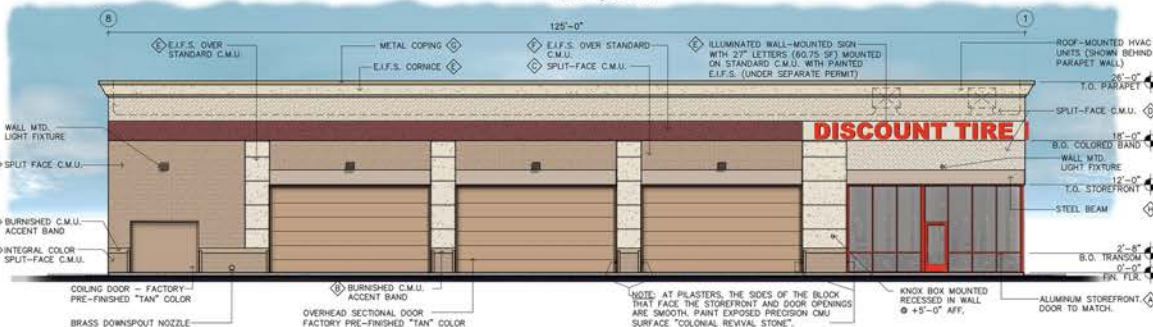 8
125'-0"
1
E E.I.F.S. OVER
STANDARD C.M.U.
METAL COPING G
E.I.F.S. CORNICE E
F E.I.F.S. OVER STANDARD
C.M.U.
C SPLIT-FACE C.M.U.
E ILLUMINATED WALL-MOUNTED SIGN
WITH 27" LETTERS (60.75 SF) MOUNTED
ON STANDARD C.M.U. WITH PAINTED
E.I.F.S. (UNDER SEPARATE PERMIT)
ROOF-MOUNTED HVAC
UNITS (SHOWN BEHIND
PARAPET WALL)
26'-0"
T.O. PARAPET
SPLIT-FACE C.M.U. D
DISCOUNT TIRE
18'-0"
B.O. COLORED BAND
WALL MTD.
LIGHT FIXTURE
12'-0"
T.O. STOREFRONT
STEEL BEAM H
2'-8"
B.O. TRANSOM
0'-0"
FIN. FLR.
ALUMINUM STOREFRONT. A
DOOR TO MATCH.
WALL MTD.
LIGHT FIXTURE
SPLIT FACE C.M.U.
BURNISHED C.M.U.
ACCENT BAND
INTEGRAL COLOR
SPLIT-FACE C.M.U.
COILING DOOR - FACTORY
PRE-FINISHED "TAN" COLOR
BRASS DOWNSPOUT NOZZLE
B BURNISHED C.M.U.
ACCENT BAND
OVERHEAD SECTIONAL DOOR
FACTORY PRE-FINISHED "TAN" COLOR
NOTE: AT PILASTERS, THE SIDES OF THE BLOCK
THAT FACE THE STOREFRONT AND DOOR OPENINGS
ARE SMOOTH. PAINT EXPOSED PRECISION CMU
SURFACE "COLONIAL REVIVAL STONE".
KNOX BOX MOUNTED
RECESSED IN WALL
@ +5'-0" AFF.